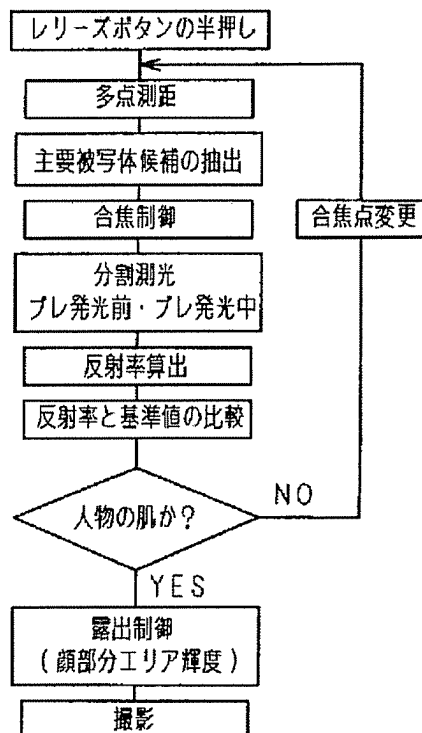 レリーズボタンの半押し
多点測距
主要被写体候補の抽出
合焦制御
合焦点変更
分割測光
プレ発光前・プレ発光中
反射率算出
反射率と基準値の比較
人物の肌か?
NO
YES
露出制御
(顔部分エリア輝度)
撮影